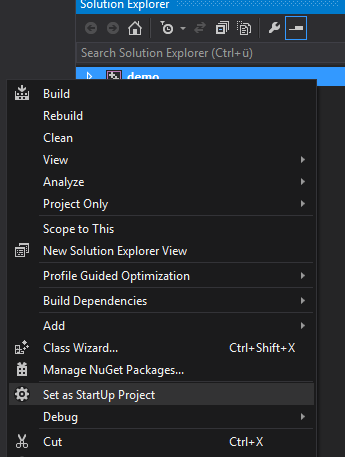 Solution Explorer
Search Solution Explorer (Ctrl+ü)
demo
Build
Rebuild
Clean
View
Analyze
Project Only
Scope to This
New Solution Explorer View
Profile Guided Optimization
Build Dependencies
Add
Class Wizard... Ctrl+Shift+X
Manage NuGet Packages...
Set as StartUp Project
Debug
Cut Ctrl+X